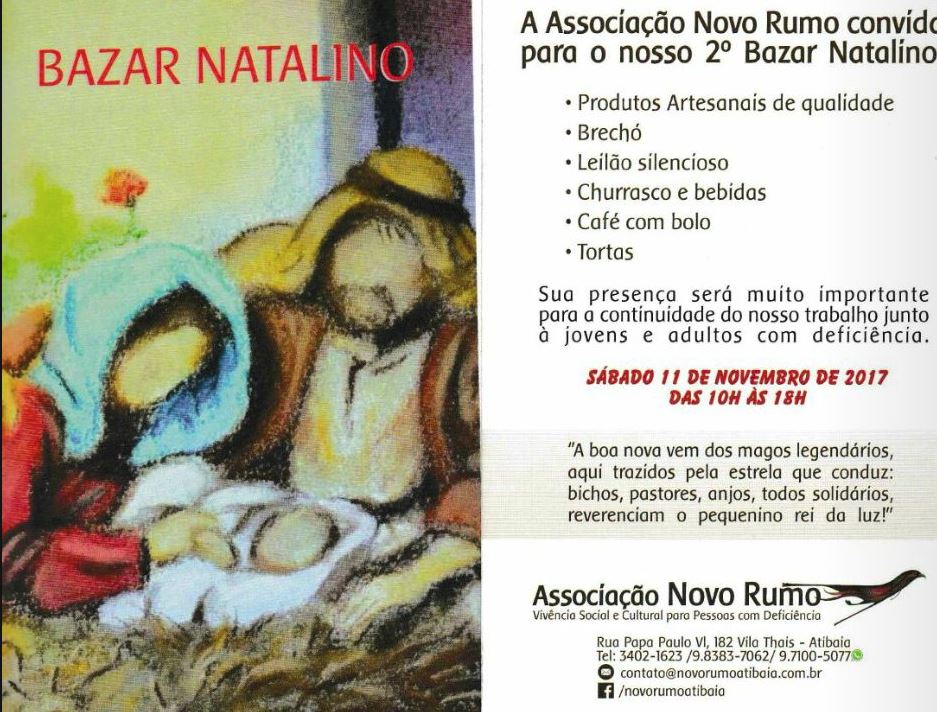 BAZAR NATALINO
A Associação Novo Rumo convida
para o nosso 2º Bazar Natalino
• Produtos Artesanais de qualidade
• Brechó
• Leilão silencioso
• Churrasco e bebidas
• Café com bolo
• Tortas
Sua presença será muito importante
para a continuidade do nosso trabalho junto
à jovens e adultos com deficiência.
SÁBADO 11 DE NOVEMBRO DE 2017
DAS 10H ÀS 18H
“A boa nova vem dos magos legendários,
aqui trazidos pela estrela que conduz:
bichos, pastores, anjos, todos solidários,
reverenciam o pequenino rei da luz!”
Associação Novo Rumo
Vivência Social e Cultural para Pessoas com Deficiência
Rua Papa Paulo VI, 182 Vila Thais - Atibaia
Tel: 3402-1623 /9.8383-7062/ 9.7100-5077
contato@novorumoatibaia.com.br
/novorumoatibaia